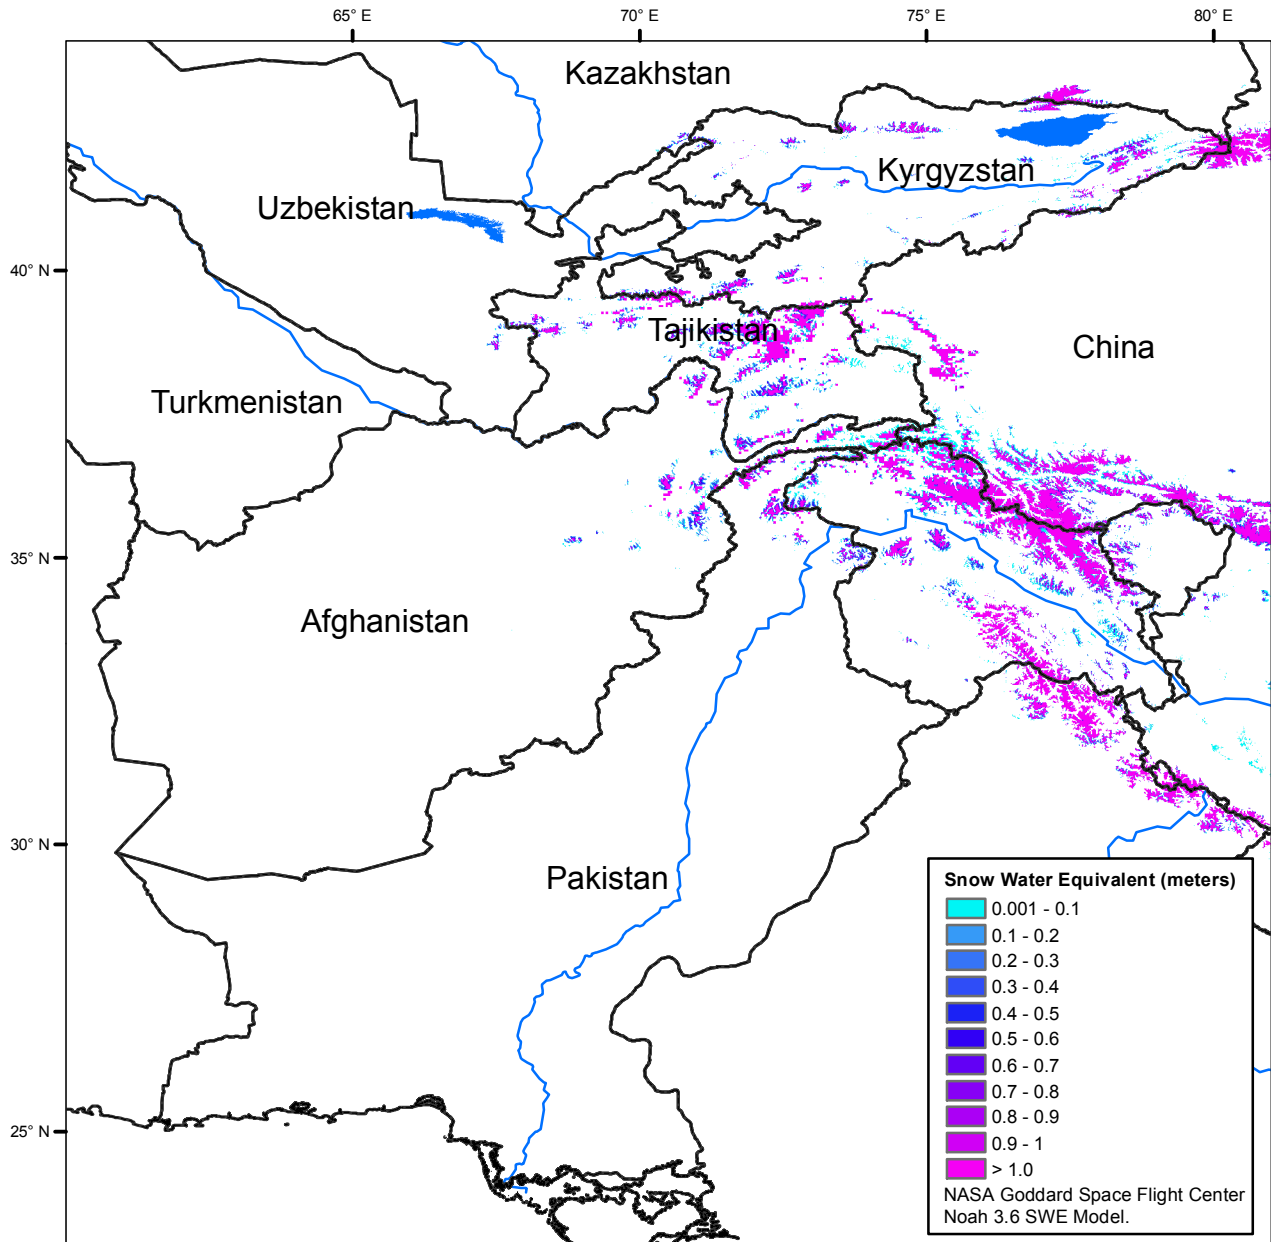 65° E
70° E
75° E
80° E
Kazakhstan
Kyrgyzstan
Uzbekistan
40° N
Tajikistan
China
Turkmenistan
35° N
Afghanistan
30° N
Pakistan
25° N
Snow Water Equivalent (meters)
0.001 - 0.1
0.1 - 0.2
0.2 - 0.3
0.3 - 0.4
0.4 - 0.5
0.5 - 0.6
0.6 - 0.7
0.7 - 0.8
0.8 - 0.9
0.9 - 1
> 1.0
NASA Goddard Space Flight Center
Noah 3.6 SWE Model.